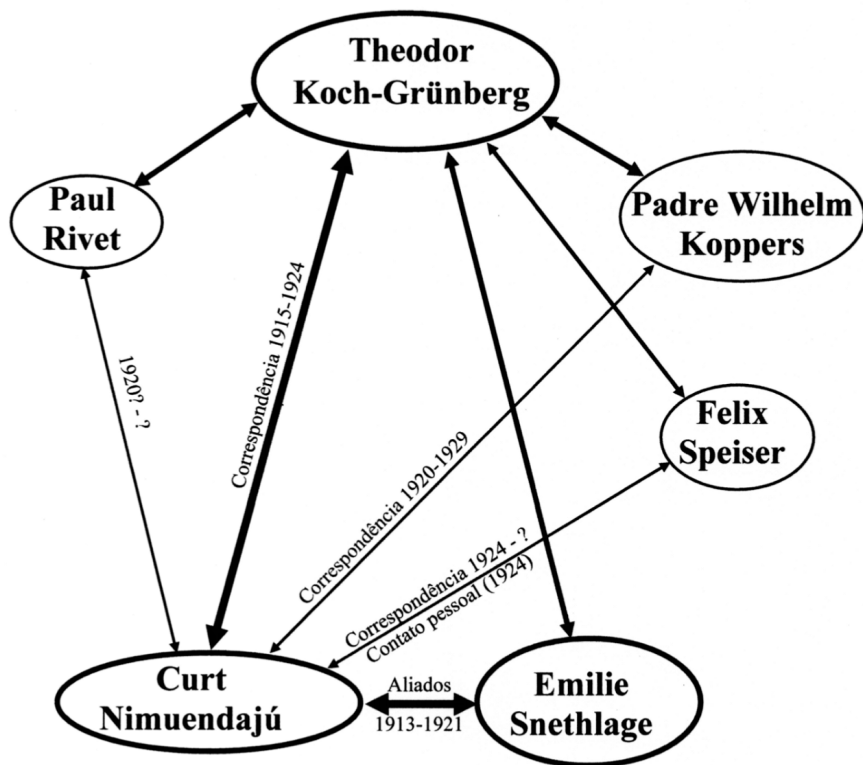 Theodor
Koch-Grünberg
Paul
Rivet
Padre Wilhelm
Koppers
Correspondência 1915-1924
1920? - ?
Felix
Speiser
Correspondência 1920-1929
Correspondência 1924 - ?
Contato pessoal (1924)
Curt
Nimuendajú
Aliados
1913-1921
Emilie
Snethlage